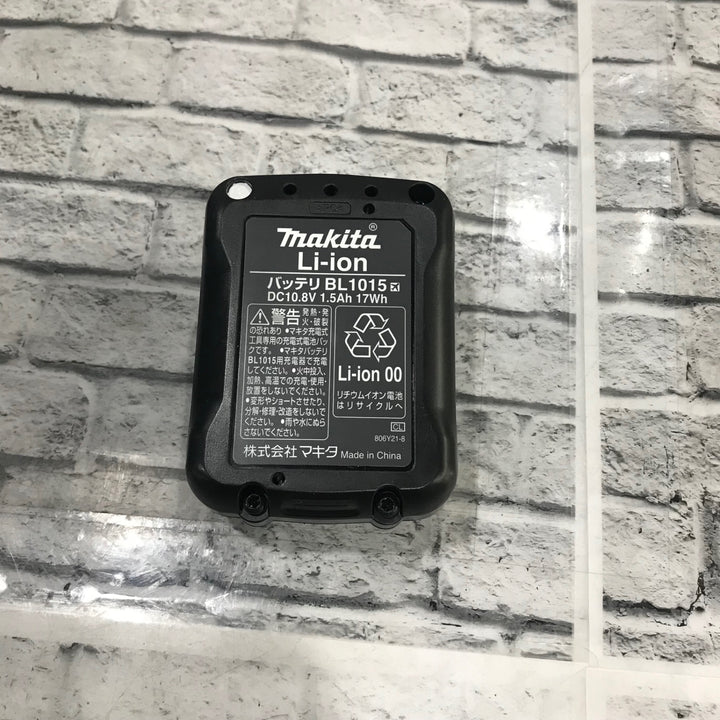 makita®
Li-ion
バッテリ BL1015
DC10.8V 1.5Ah 17Wh
警告 発熱・発
火・破裂
の恐れあり ●マキタ充電式
工具専用の充電式電池パッ
クです。 ●マキタバッテリ
BL1015用充電器で充電
してください。 ●火中投入、
加熱、高温での充電・使用・
放置をしないでください。
●変形やショートさせたり、
分解・修理・改造をしないで
ください。 ●雨や水にぬら
さないでください。
Li-ion 00
リチウムイオン電池
はリサイクルへ
CL
806Y21-8
株式会社 マキタ Made in China